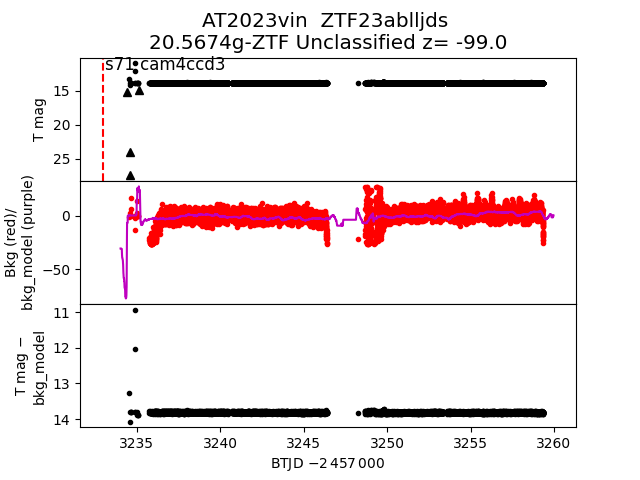 AT2023vin ZTF23ablljds
20.5674g-ZTF Unclassified z= -99.0
s71 cam4ccd3
T mag
15
20
25
Bkg (red)/
bkg_model (purple)
0
−50
T mag −
bkg_model
11
12
13
14
3235 3240 3245 3250 3255 3260
BTJD −2 457 000